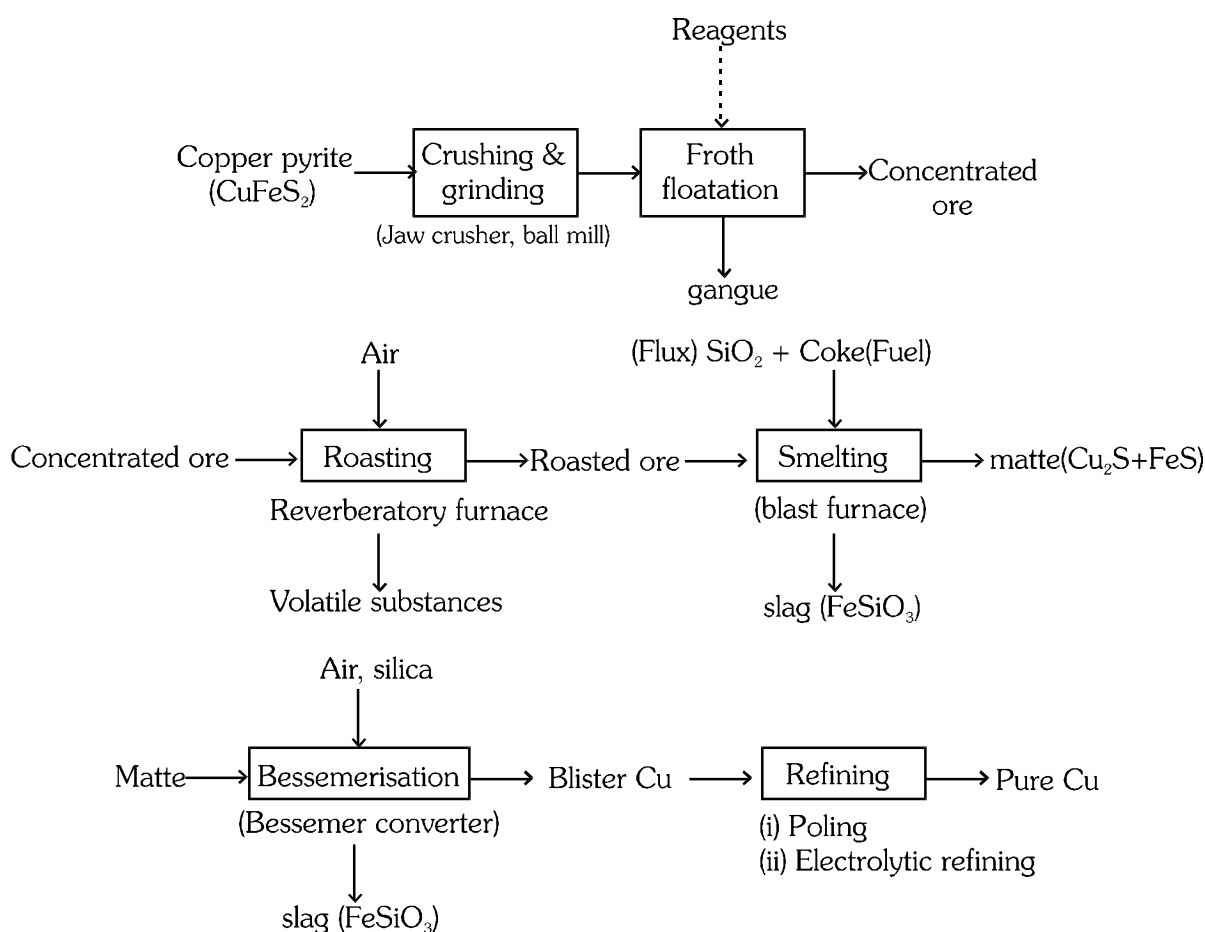 Reagents
Copper pyrite
(CuFeS₂)
Crushing &
grinding
(Jaw crusher, ball mill)
Froth
floatation
Concentrated
ore
gangue
Air
(Flux) SiO₂ + Coke(Fuel)
Concentrated ore
Roasting
Roasted ore
Smelting
matte(Cu₂S+FeS)
Reverberatory furnace
(blast furnace)
Volatile substances
slag (FeSiO₃)
Air, silica
Matte
Bessemerisation
Blister Cu
Refining
Pure Cu
(Bessemer converter)
(i) Poling
(ii) Electrolytic refining
slag (FeSiO₃)